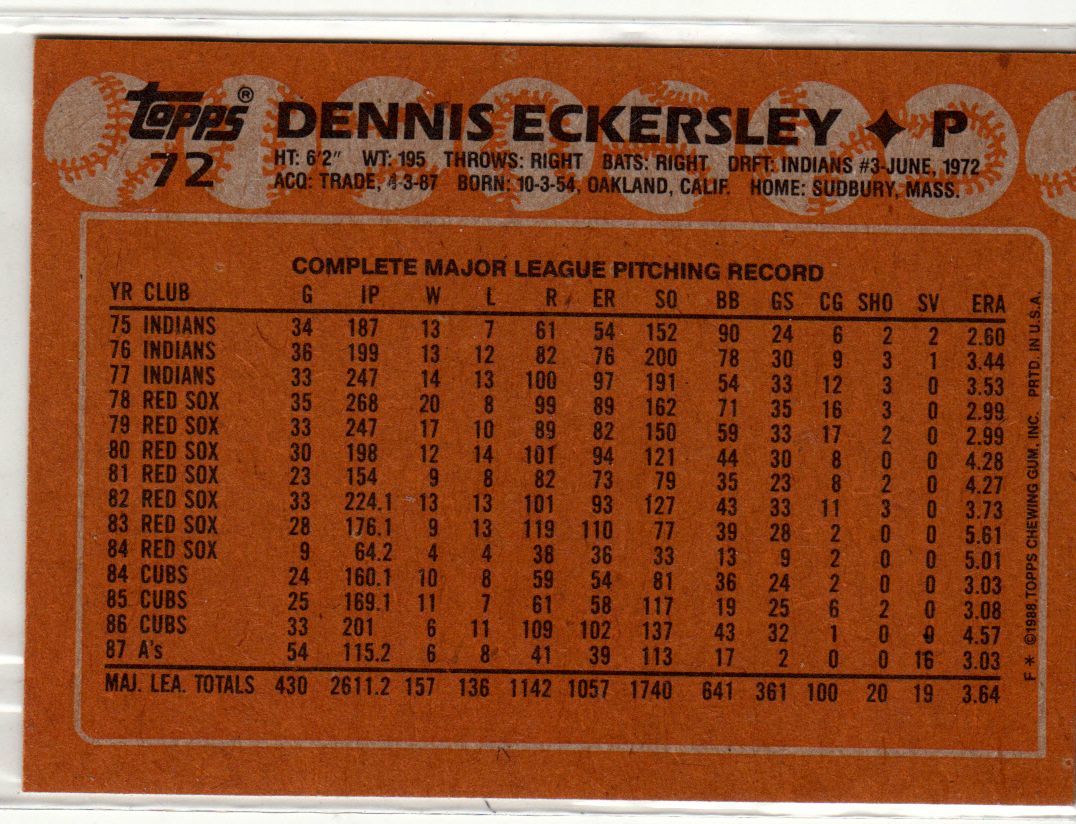 Topps® DENNIS ECKERSLEY ✦ P
72
HT: 6'2" WT: 195 THROWS: RIGHT BATS: RIGHT DRFT: INDIANS #3-JUNE, 1972
ACQ: TRADE, 4-3-87 BORN: 10-3-54, OAKLAND, CALIF. HOME: SUDBURY, MASS.
COMPLETE MAJOR LEAGUE PITCHING RECORD
YR CLUB G IP W L R ER SO BB GS CG SHO SV ERA
75 INDIANS 34 187 13 7 61 54 152 90 24 6 2 2 2.60
76 INDIANS 36 199 13 12 82 76 200 78 30 9 3 1 3.44
77 INDIANS 33 247 14 13 100 97 191 54 33 12 3 0 3.53
78 RED SOX 35 268 20 8 99 89 162 71 35 16 3 0 2.99
79 RED SOX 33 247 17 10 89 82 150 59 33 17 2 0 2.99
80 RED SOX 30 198 12 14 101 94 121 44 30 8 0 0 4.28
81 RED SOX 23 154 9 8 82 73 79 35 23 8 2 0 4.27
82 RED SOX 33 224.1 13 13 101 93 127 43 33 11 3 0 3.73
83 RED SOX 28 176.1 9 13 119 110 77 39 28 2 0 0 5.61
84 RED SOX 9 64.2 4 4 38 36 33 13 9 2 0 0 5.01
84 CUBS 24 160.1 10 8 59 54 81 36 24 2 0 0 3.03
85 CUBS 25 169.1 11 7 61 58 117 19 25 6 2 0 3.08
86 CUBS 33 201 6 11 109 102 137 43 32 1 0 0 4.57
87 A's 54 115.2 6 8 41 39 113 17 2 0 0 16 3.03
MAJ. LEA. TOTALS 430 2611.2 157 136 1142 1057 1740 641 361 100 20 19 3.64
F * ©1988 TOPPS CHEWING GUM, INC. PRTD. IN U.S.A.